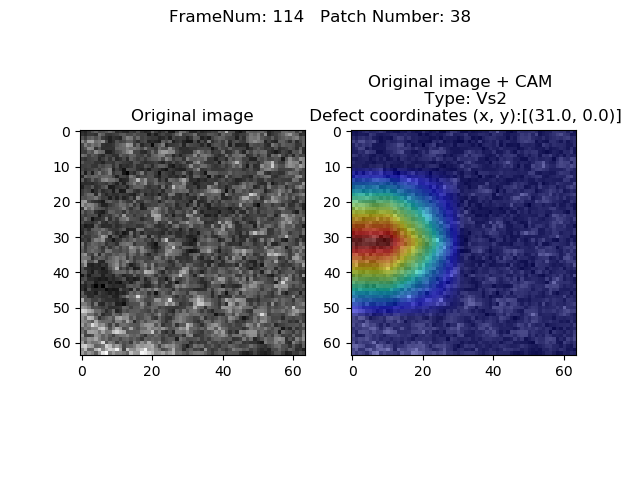 FrameNum: 114   Patch Number: 38
Original image
0
10
20
30
40
50
60
0 20 40 60
Original image + CAM
Type: Vs2
Defect coordinates (x, y):[(31.0, 0.0)]
0
10
20
30
40
50
60
0 20 40 60